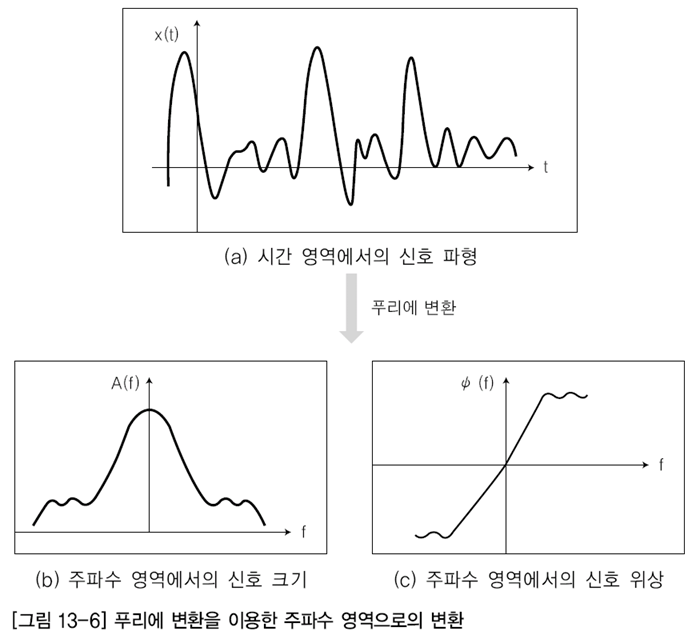 x(t)
t
(a) 시간 영역에서의 신호 파형
푸리에 변환
A(f)
f
(b) 주파수 영역에서의 신호 크기
ψ (f)
f
(c) 주파수 영역에서의 신호 위상
[그림 13-6] 푸리에 변환을 이용한 주파수 영역으로의 변환